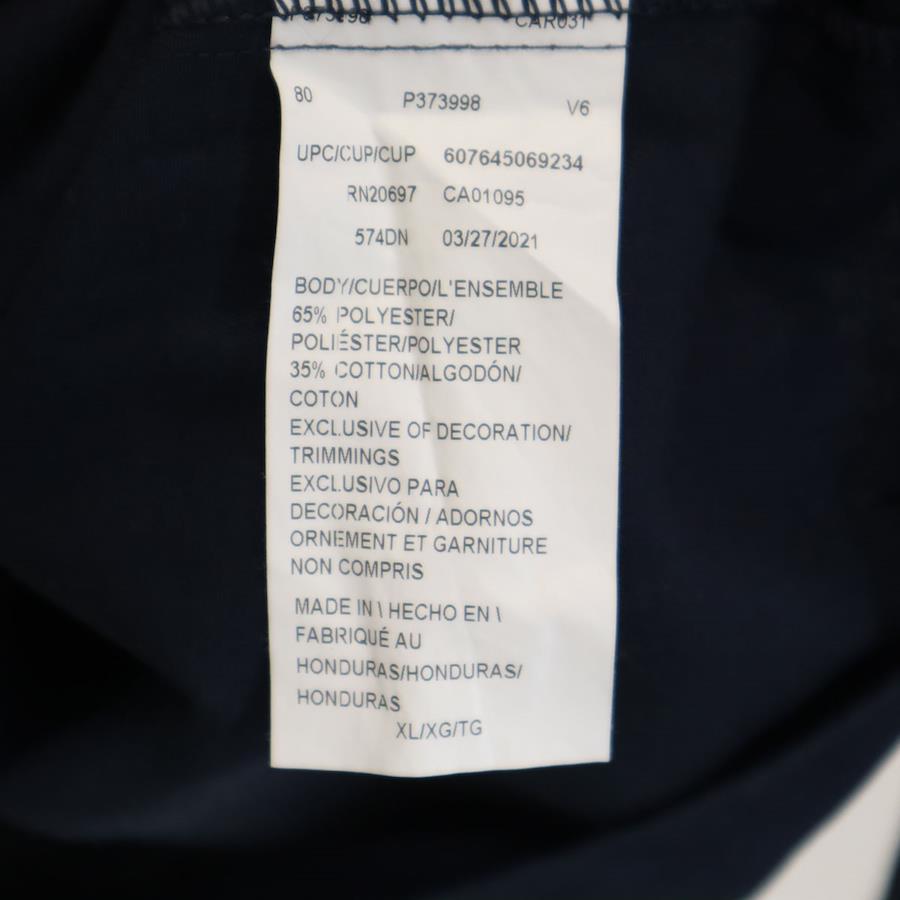 CAR031
80 P373998 V6
UPC/CUP/CUP 607645069234
RN20697 CA01095
574DN 03/27/2021
BODY/CUERPO/L'ENSEMBLE
65% POLYESTER/
POLIÉSTER/POLYESTER
35% COTTON/ALGODÓN/
COTON
EXCLUSIVE OF DECORATION/
TRIMMINGS
EXCLUSIVO PARA
DECORACIÓN / ADORNOS
ORNEMENT ET GARNITURE
NON COMPRIS
MADE IN \ HECHO EN \
FABRIQUÉ AU
HONDURAS/HONDURAS/
HONDURAS
XL/XG/TG